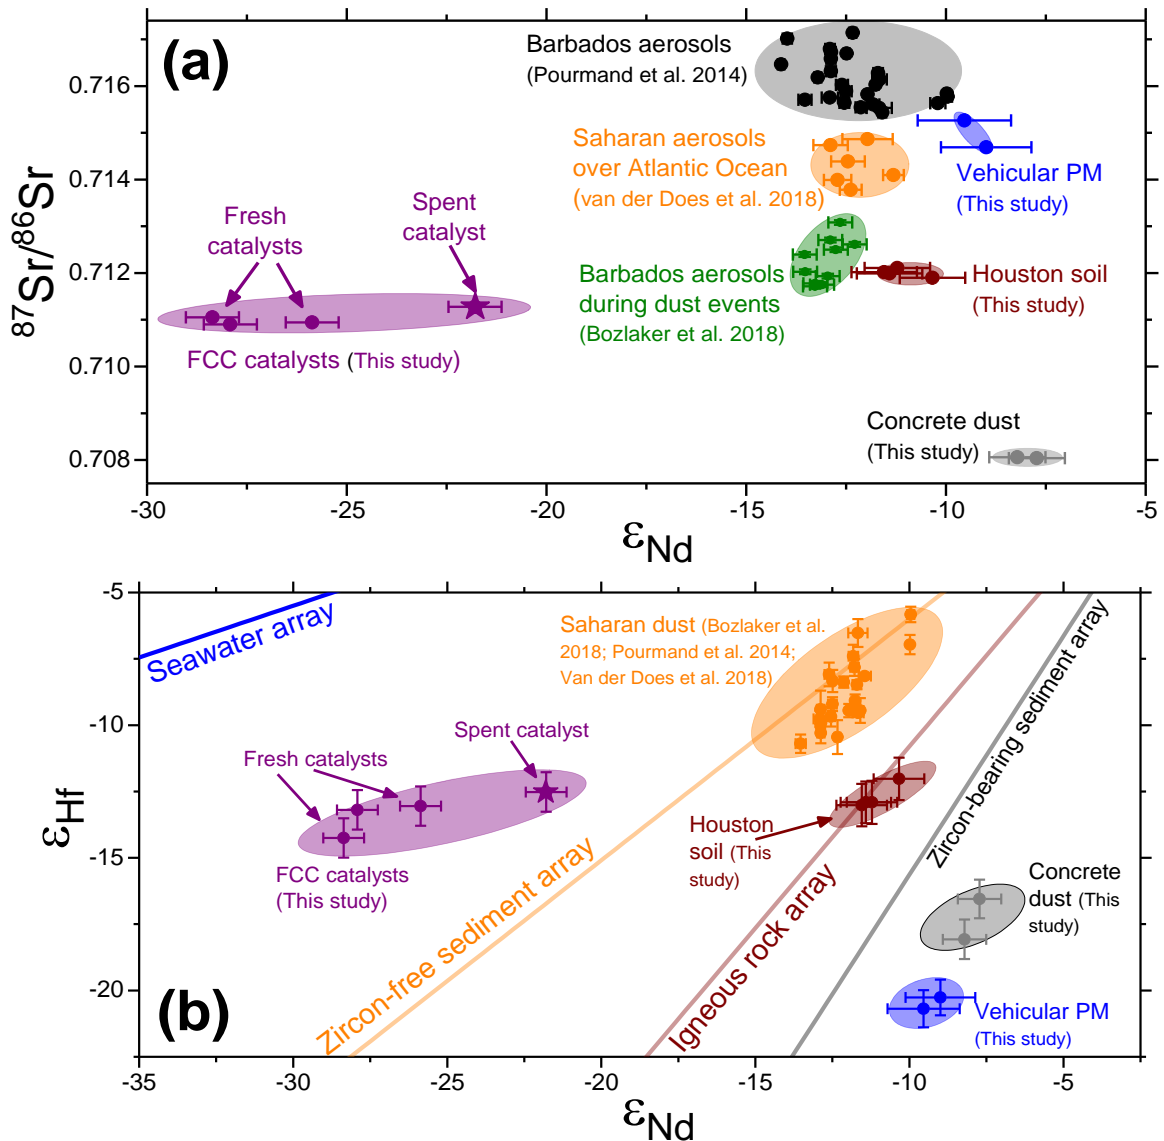 (a)
87Sr/86Sr
0.716
0.714
0.712
0.710
0.708
Barbados aerosols
(Pourmand et al. 2014)
Saharan aerosols
over Atlantic Ocean
(van der Does et al. 2018)
Vehicular PM
(This study)
Fresh
catalysts
Spent
catalyst
FCC catalysts (This study)
Barbados aerosols
during dust events
(Bozlaker et al. 2018)
Houston soil
(This study)
Concrete dust
(This study)
-30
-25
-20
-15
-10
-5
εNd
(b)
εHf
-5
-10
-15
-20
Seawater array
Saharan dust (Bozlaker et al.
2018; Pourmand et al. 2014;
Van der Does et al. 2018)
Zircon-bearing sediment array
Spent catalyst
Fresh catalysts
FCC catalysts
(This study)
Zircon-free sediment array
Houston
soil (This
study)
Igneous rock array
Concrete
dust (This
study)
Vehicular PM
(This study)
-35
-30
-25
-20
-15
-10
-5
εNd